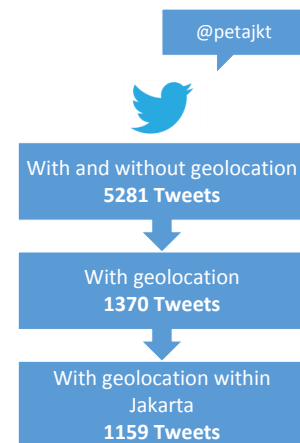 @petajkt
With and without geolocation
5281 Tweets
With geolocation
1370 Tweets
With geolocation within
Jakarta
1159 Tweets